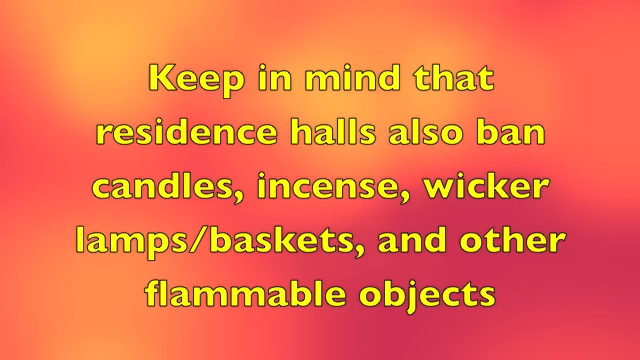 Keep in mind that
residence halls also ban
candles, incense, wicker
lamps/baskets, and other
flammable objects